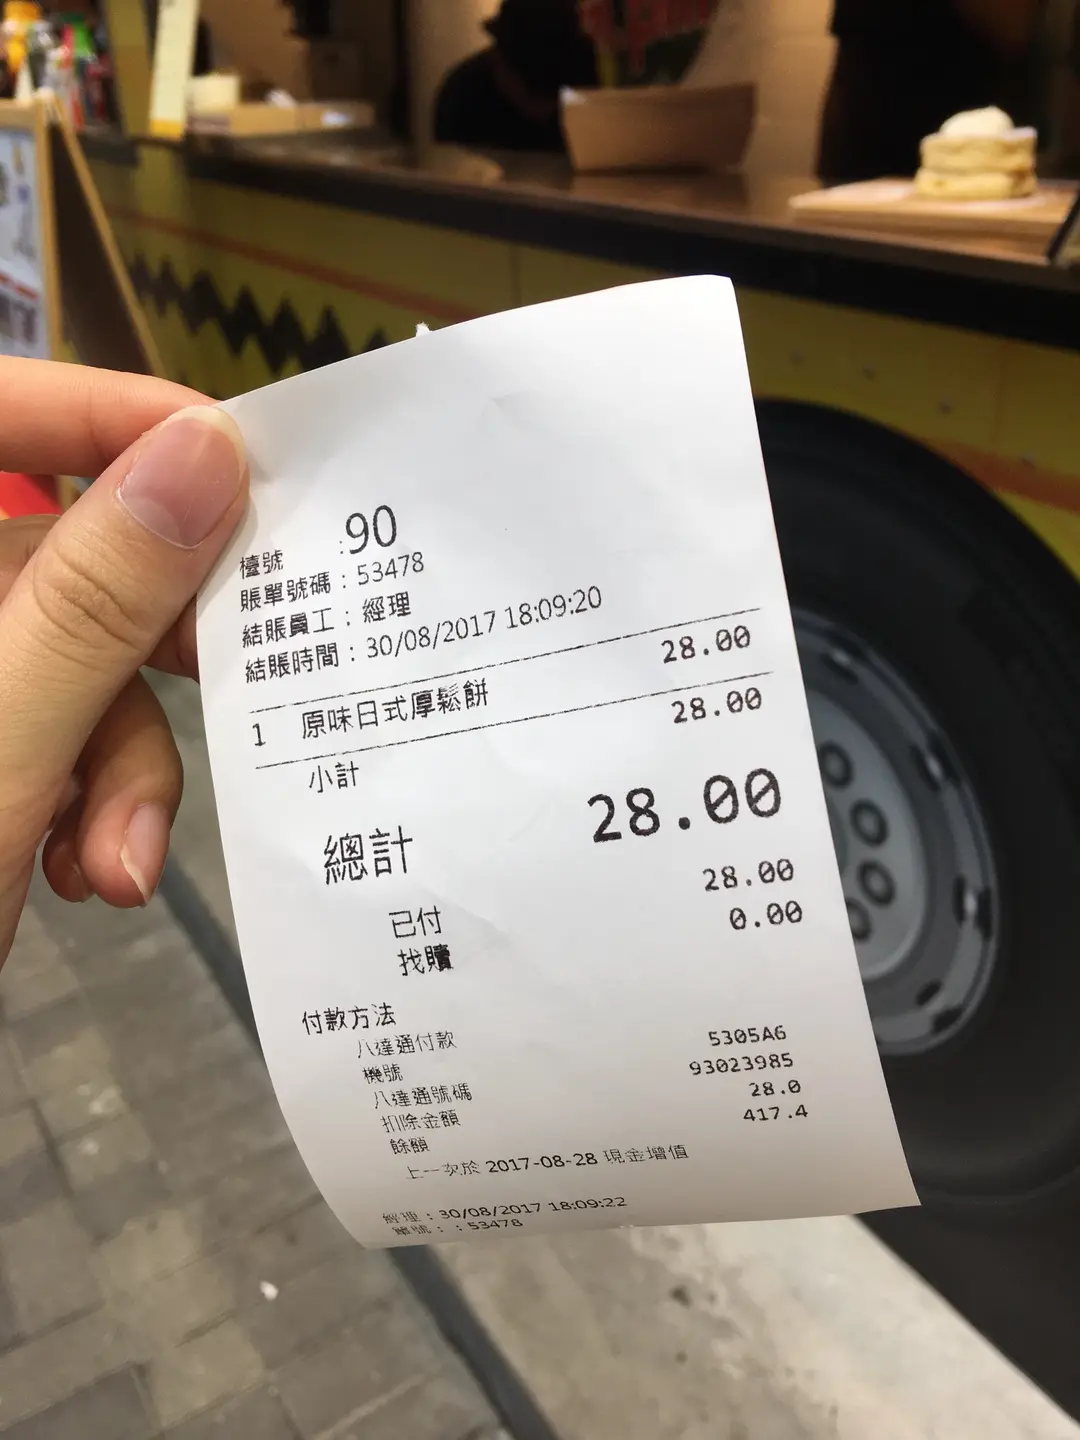 檯號 :90
賬單號碼 : 53478
結賬員工 : 經理
結賬時間 : 30/08/2017 18:09:20
1 原味日式厚鬆餅 28.00
小計 28.00
總計 28.00
已付 28.00
找贖 0.00
付款方法
八達通付款
機號 5305A6
八達通號碼 93023985
扣除金額 28.0
餘額 417.4
上一次於 2017-08-28 現金增值
經理 : 30/08/2017 18:09:22
單號 : : 53478